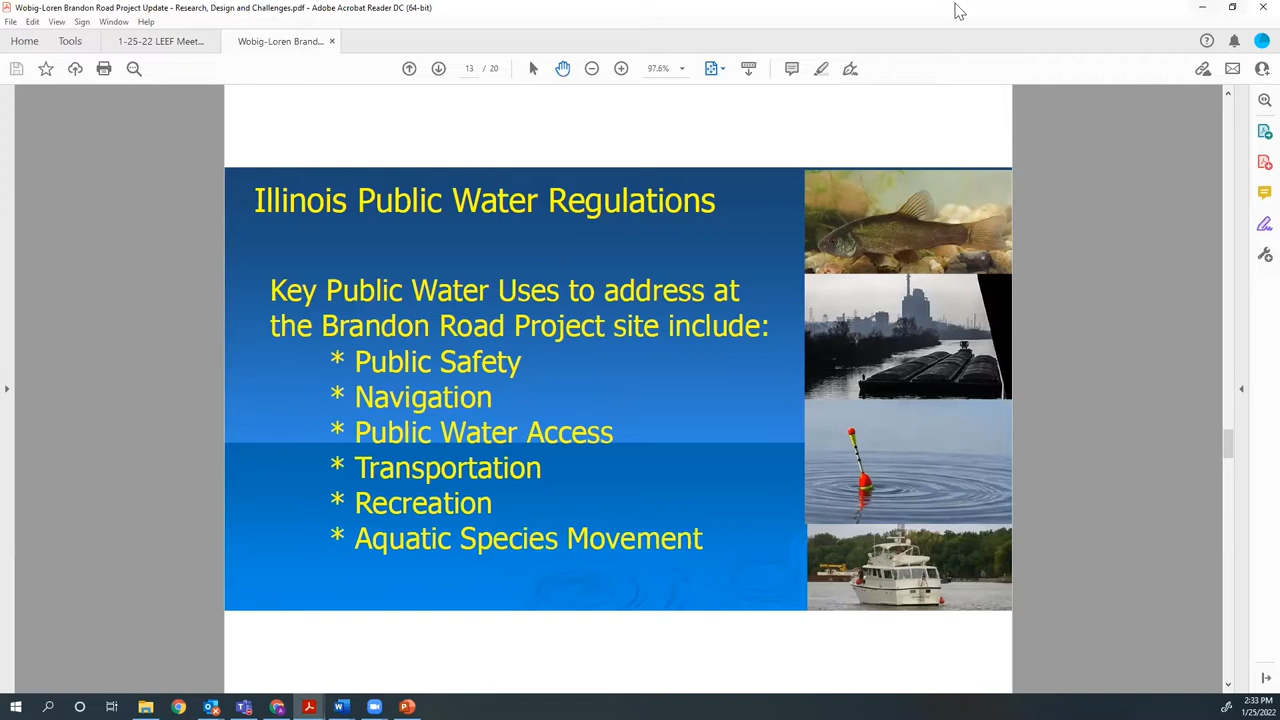 Wobig-Loren Brandon Road Project Update - Research, Design and Challenges.pdf - Adobe Acrobat Reader DC (64-bit)
File Edit View Sign Window Help
Home Tools 1-25-22 LEEF Meet... Wobig-Loren Brand... ×
13 / 20 97.6%
Illinois Public Water Regulations
Key Public Water Uses to address at
the Brandon Road Project site include:
* Public Safety
* Navigation
* Public Water Access
* Transportation
* Recreation
* Aquatic Species Movement
2:33 PM
1/25/2022